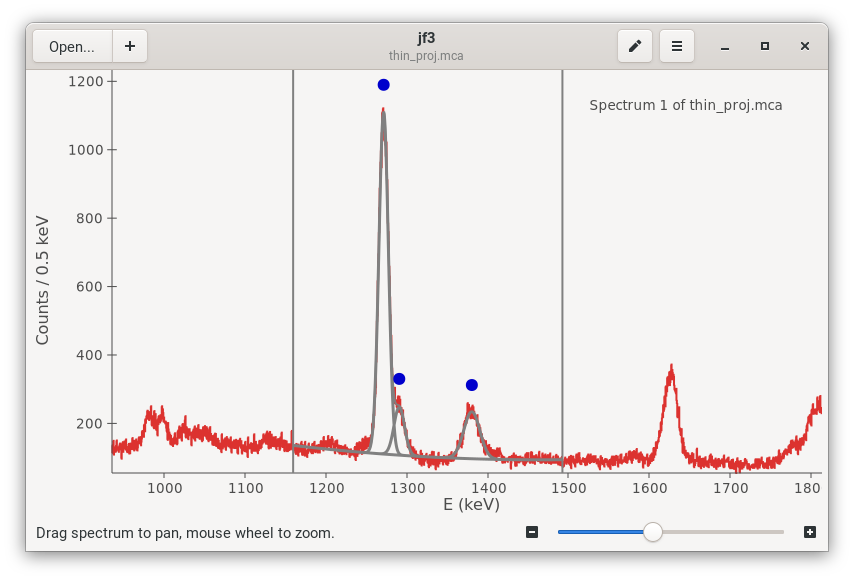 Open...
jf3
thin_proj.mca
Spectrum 1 of thin_proj.mca
1200
1000
800
600
400
200
Counts / 0.5 keV
1000 1100 1200 1300 1400 1500 1600 1700 180
E (keV)
Drag spectrum to pan, mouse wheel to zoom.